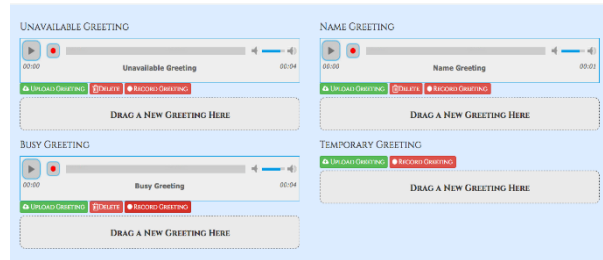 Unavailable Greeting
00:00 Unavailable Greeting 00:04
Upload Greeting Delete Record Greeting
Drag a New Greeting Here
Busy Greeting
00:00 Busy Greeting 00:04
Upload Greeting Delete Record Greeting
Drag a New Greeting Here
Name Greeting
00:00 Name Greeting 00:01
Upload Greeting Delete Record Greeting
Drag a New Greeting Here
Temporary Greeting
Upload Greeting Record Greeting
Drag a New Greeting Here